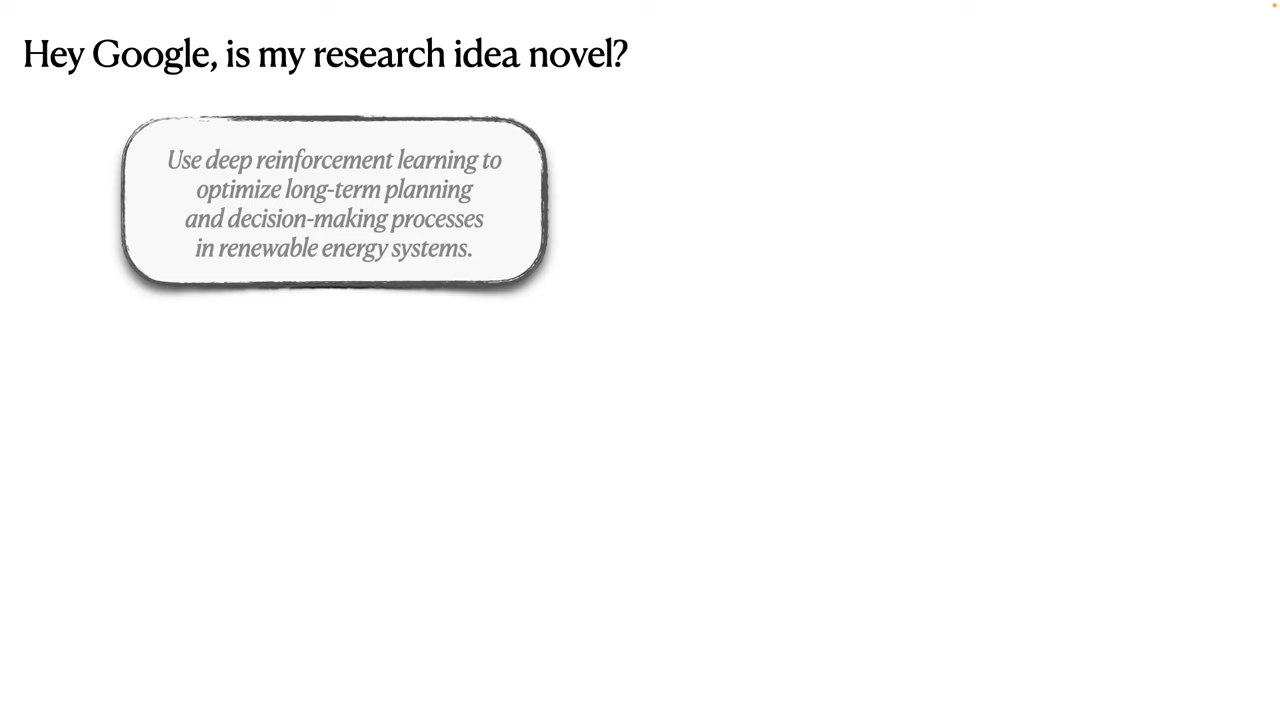 Hey Google, is my research idea novel?
Use deep reinforcement learning to
optimize long-term planning
and decision-making processes
in renewable energy systems.